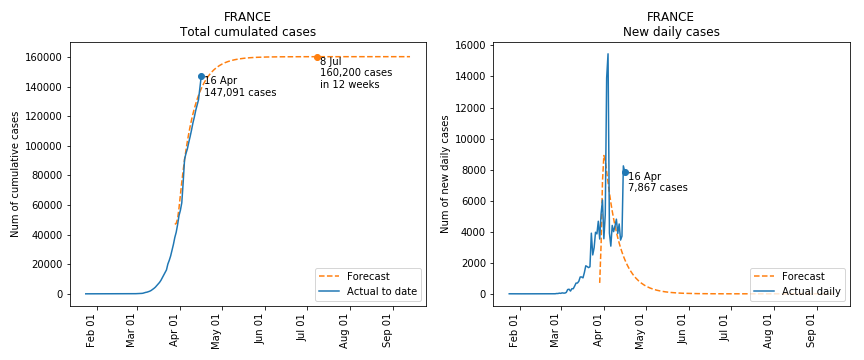 FRANCE
Total cumulated cases
Num of cumulative cases
160000
140000
120000
100000
80000
60000
40000
20000
0
16 Apr
147,091 cases
8 Jul
160,200 cases
in 12 weeks
Forecast
Actual to date
Feb 01
Mar 01
Apr 01
May 01
Jun 01
Jul 01
Aug 01
Sep 01
FRANCE
New daily cases
Num of new daily cases
16000
14000
12000
10000
8000
6000
4000
2000
0
16 Apr
7,867 cases
Forecast
Actual daily
Feb 01
Mar 01
Apr 01
May 01
Jun 01
Jul 01
Aug 01
Sep 01